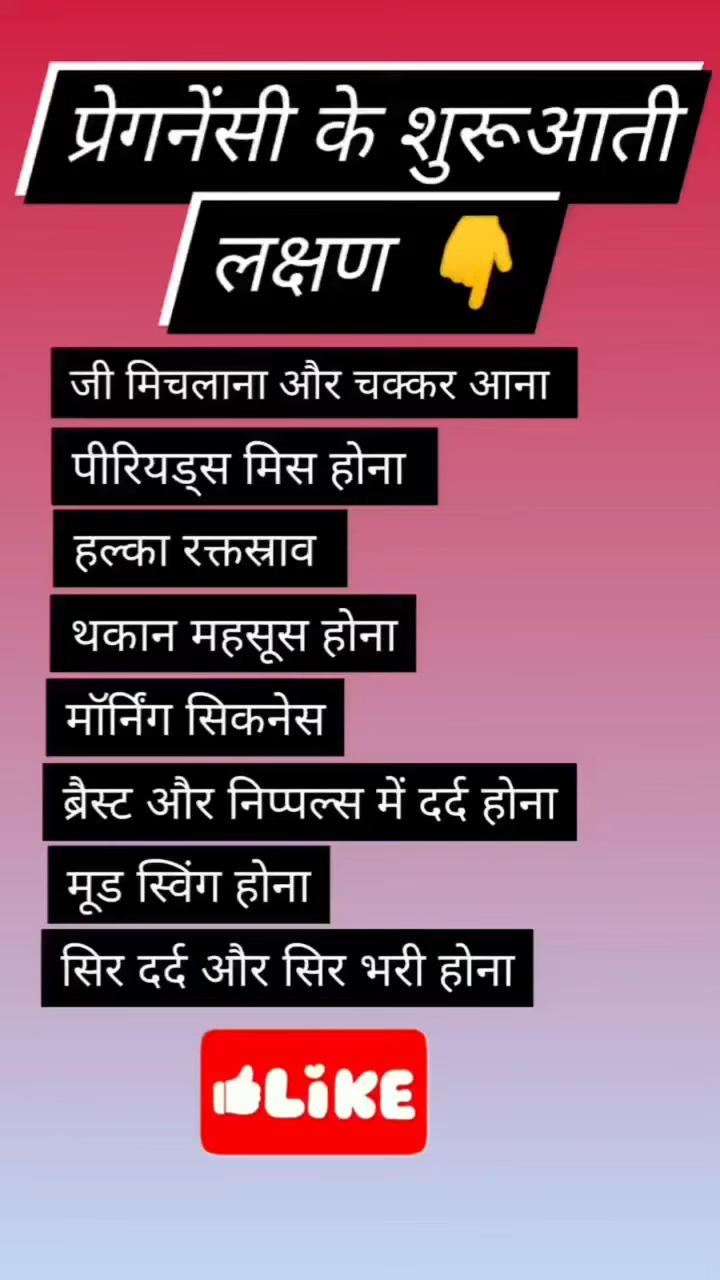 प्रेगनेंसी के शुरूआती
लक्षण 👇
जी मिचलाना और चक्कर आना
पीरियड्स मिस होना
हल्का रक्तस्राव
थकान महसूस होना
मॉर्निंग सिकनेस
ब्रैस्ट और निप्पल्स में दर्द होना
मूड स्विंग होना
सिर दर्द और सिर भरी होना
LiKE